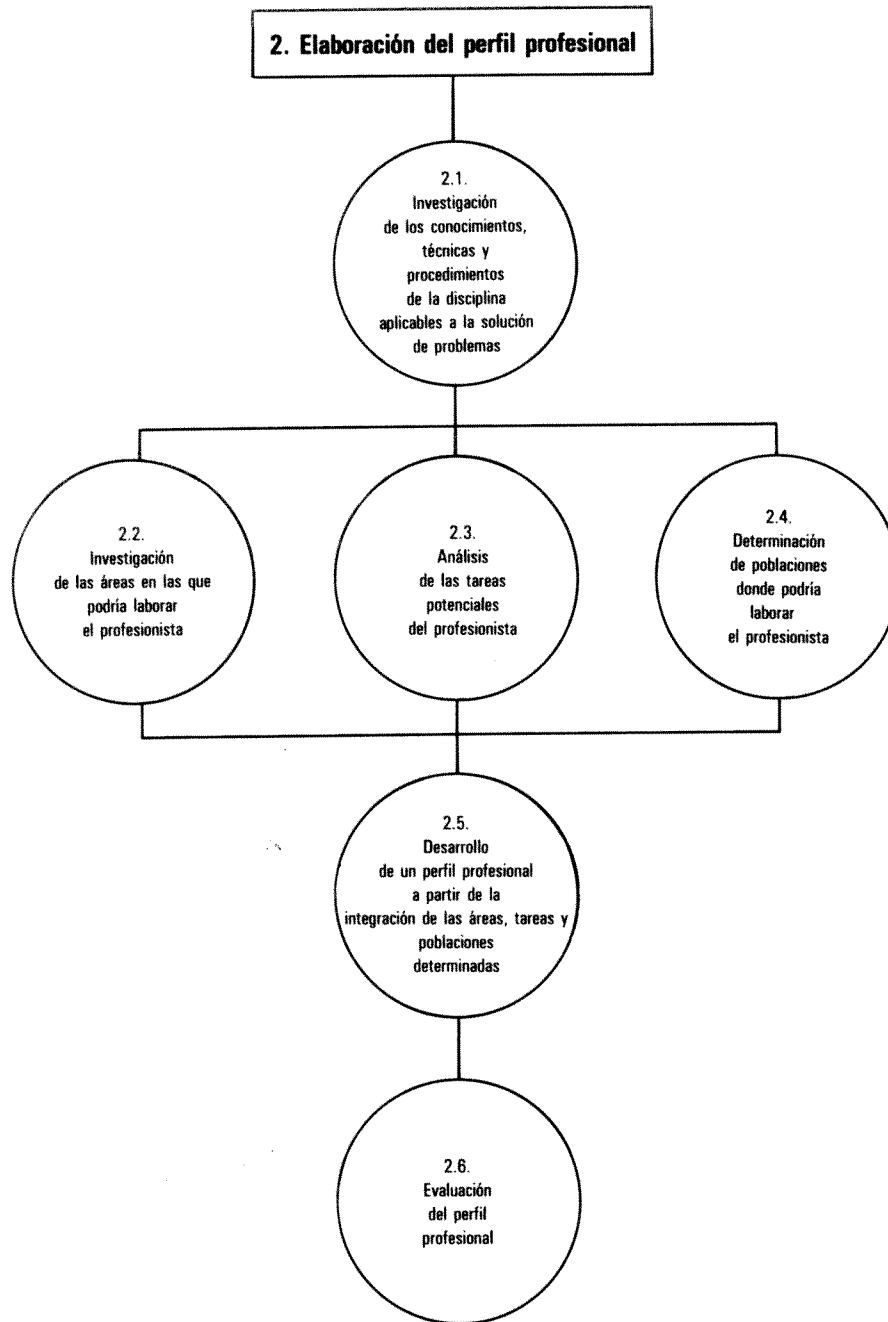 2. Elaboración del perfil profesional
2.1.
Investigación
de los conocimientos,
técnicas y
procedimientos
de la disciplina
aplicables a la solución
de problemas
2.2.
Investigación
de las áreas en las que
podría laborar
el profesionista
2.3.
Análisis
de las tareas
potenciales
del profesionista
2.4.
Determinación
de poblaciones
donde podría
laborar
el profesionista
2.5.
Desarrollo
de un perfil profesional
a partir de la
integración de las áreas, tareas y
poblaciones
determinadas
2.6.
Evaluación
del perfil
profesional